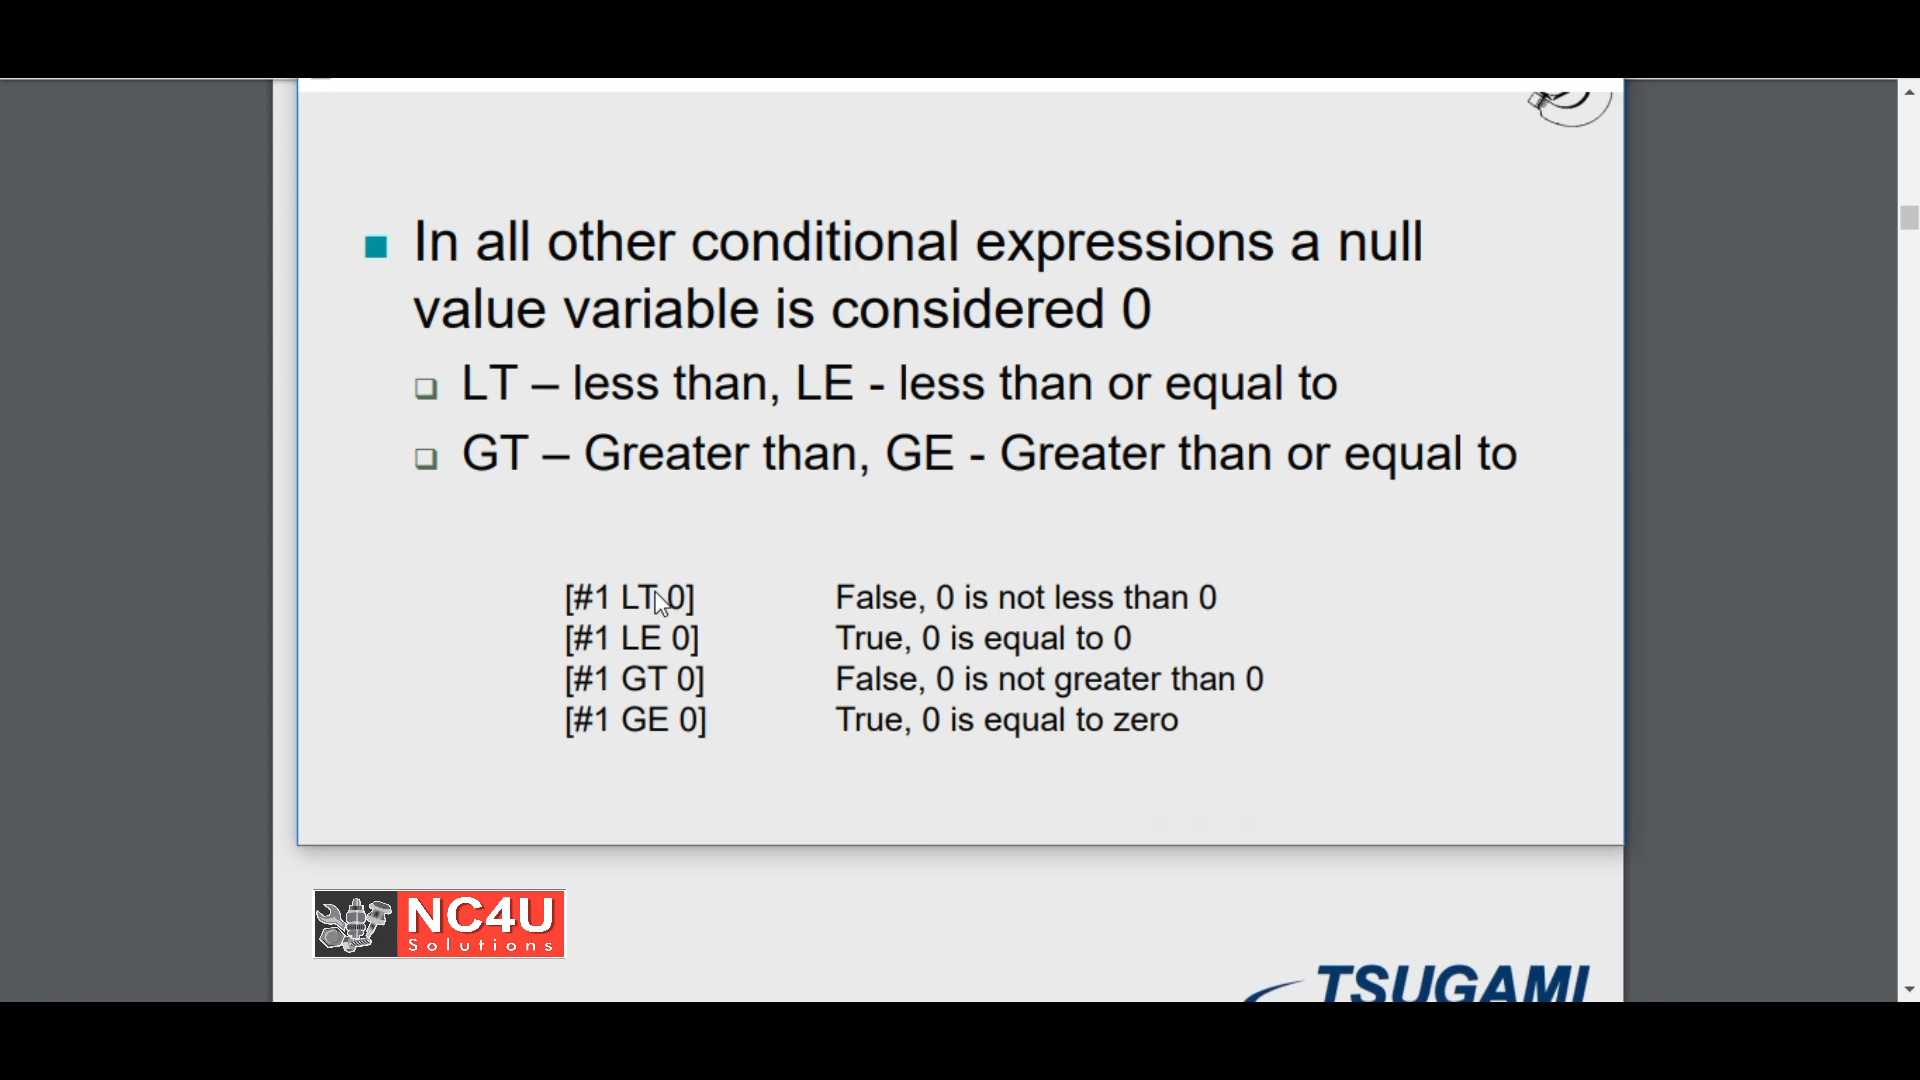 In all other conditional expressions a null
value variable is considered 0
LT – less than, LE - less than or equal to
GT – Greater than, GE - Greater than or equal to
[#1 LT 0] False, 0 is not less than 0
[#1 LE 0] True, 0 is equal to 0
[#1 GT 0] False, 0 is not greater than 0
[#1 GE 0] True, 0 is equal to zero
NC4U
Solutions
TSUGAMI